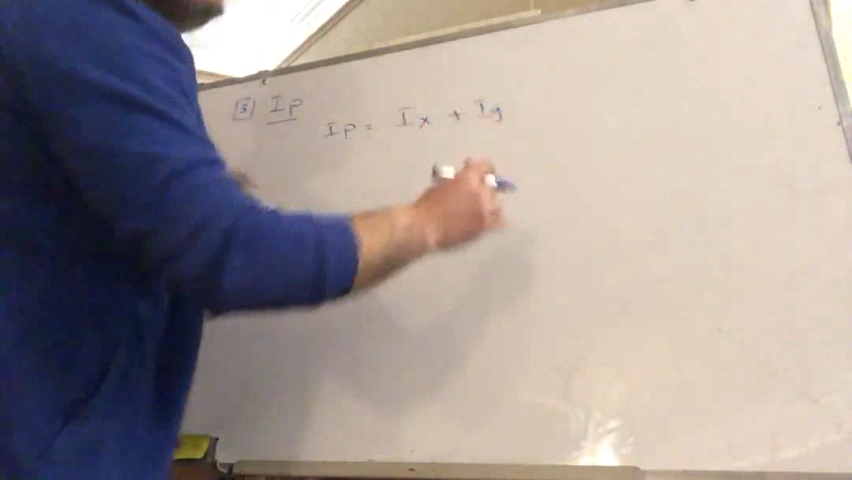 [3] Ip
Ip = Ix + Iy